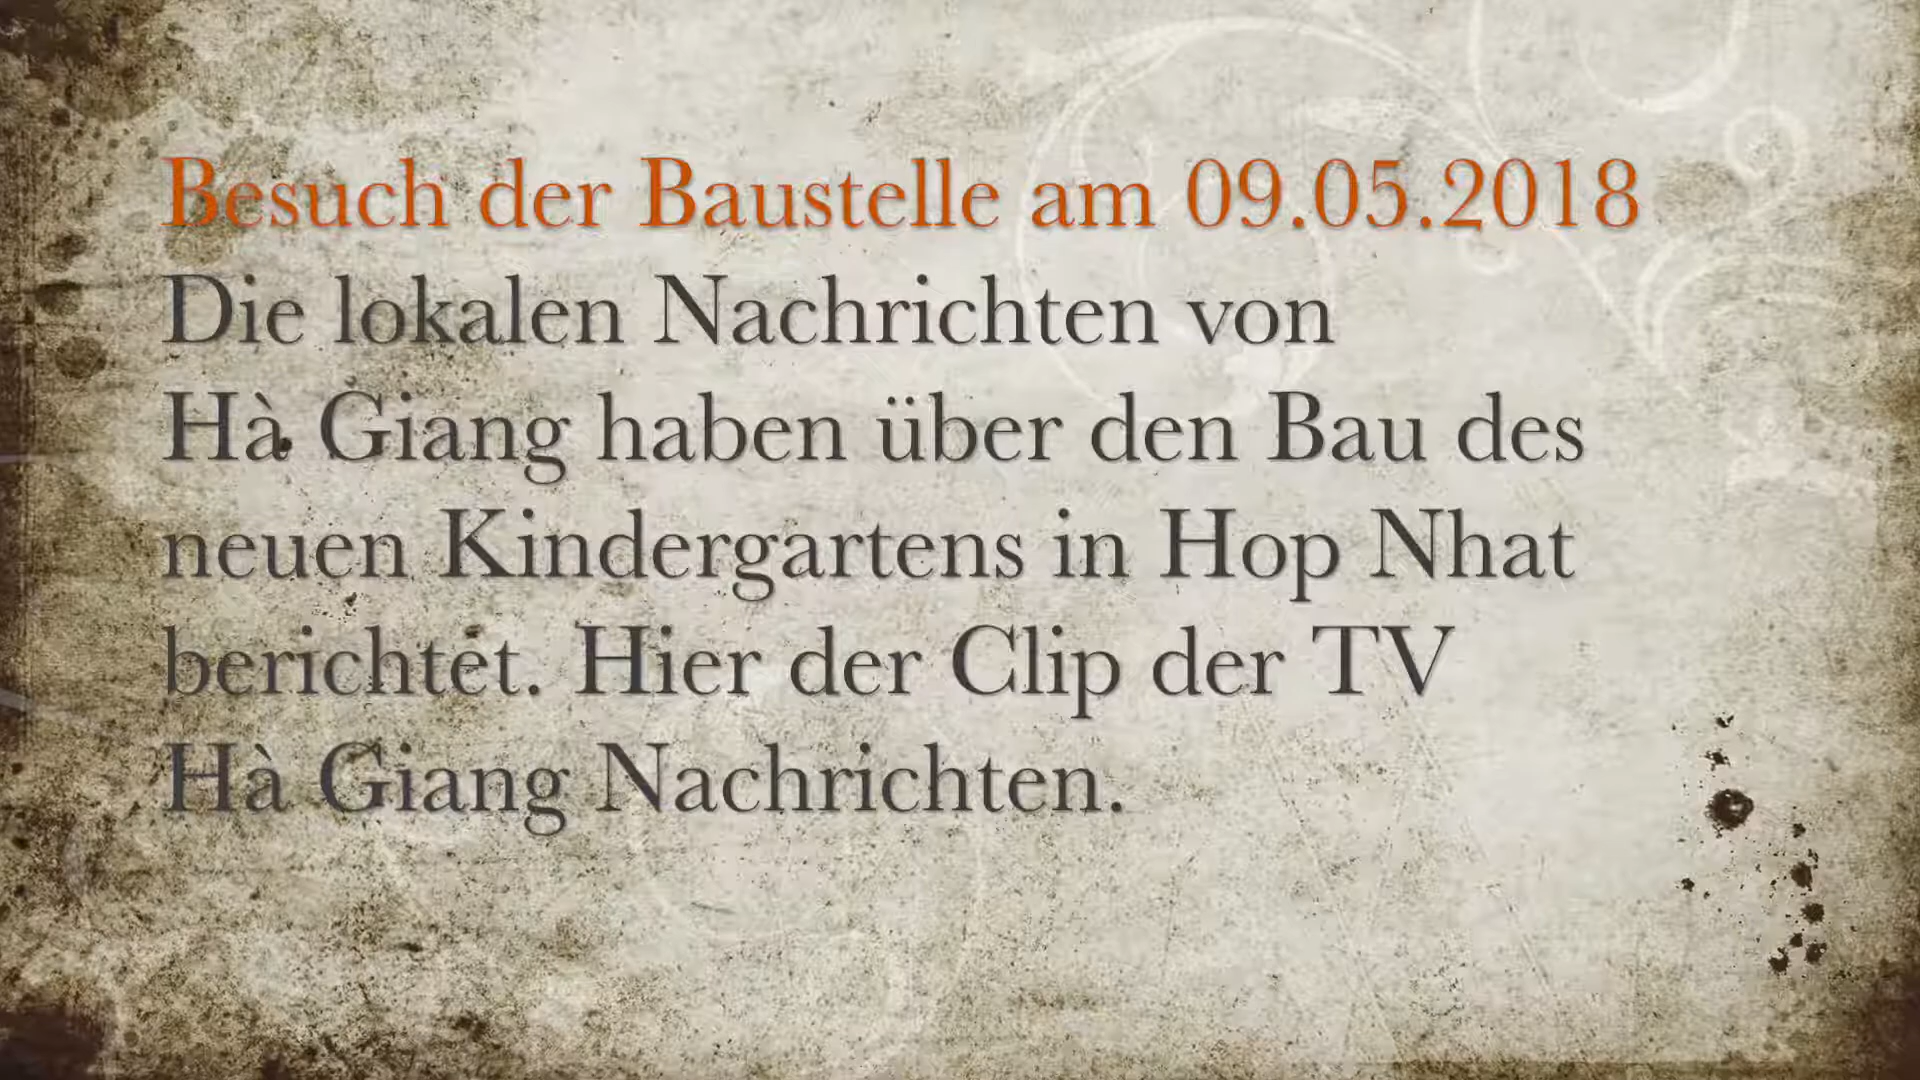 Besuch der Baustelle am 09.05.2018
Die lokalen Nachrichten von
Hà Giang haben über den Bau des
neuen Kindergartens in Hop Nhat
berichtet. Hier der Clip der TV
Hà Giang Nachrichten.